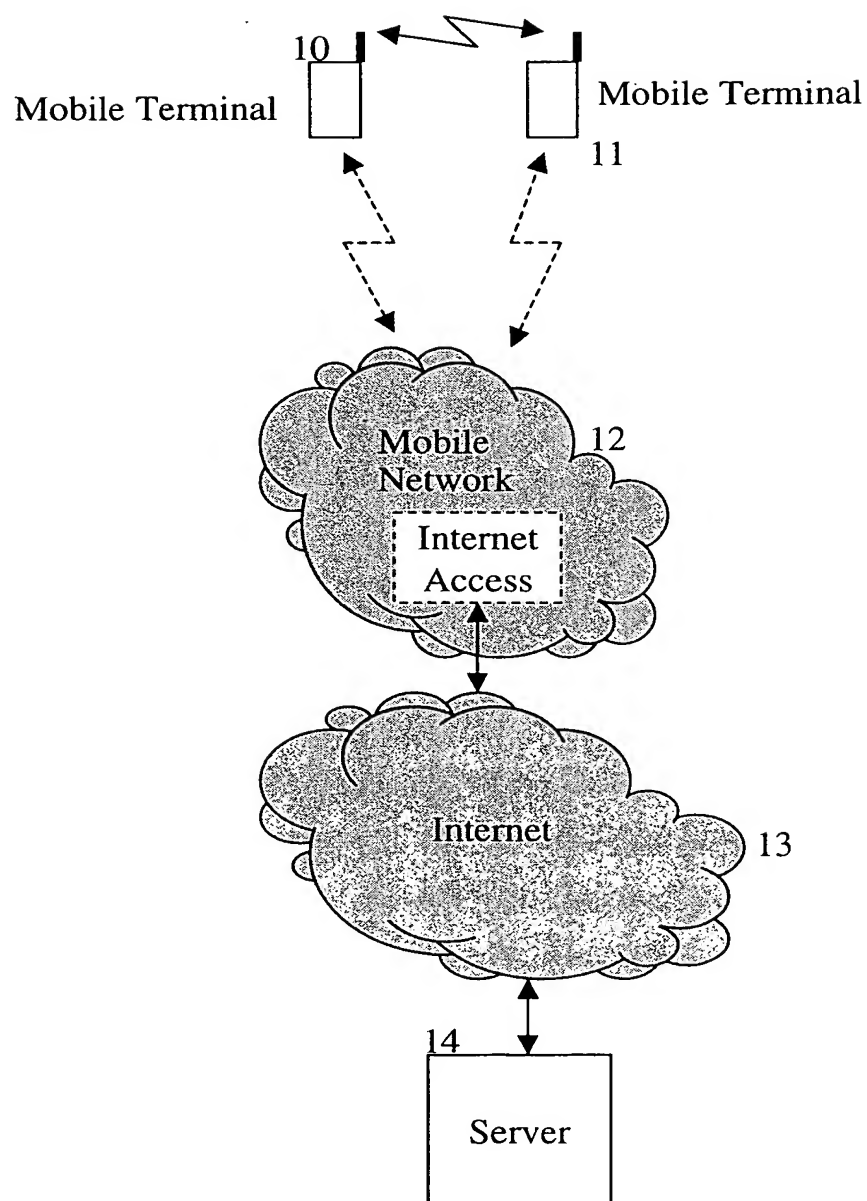 10
Mobile Terminal
Mobile Terminal
11
12
Mobile
Network
Internet
Access
Internet
13
14
Server